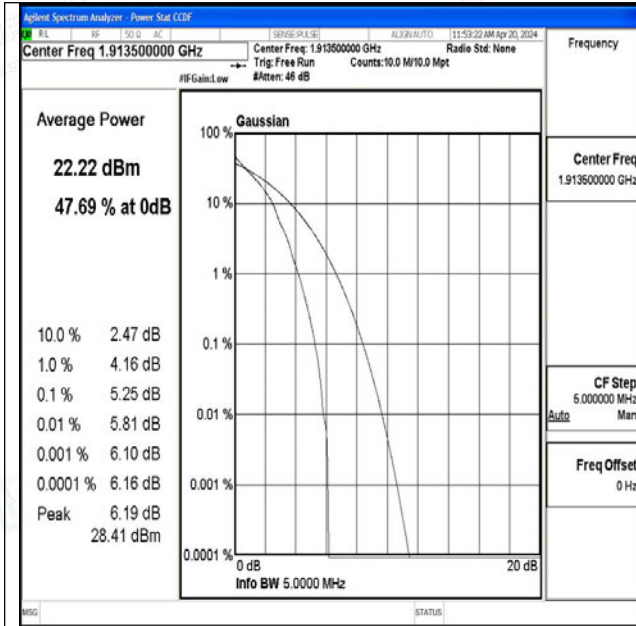 Agilent Spectrum Analyzer - Power Stat CCDF
RL RF 50 Ω AC SENSE:PULSE ALIGNAUTO 11:53:22 AM Apr 20, 2024
Center Freq 1.913500000 GHz
Center Freq: 1.913500000 GHz Radio Std: None
Trig: Free Run Counts:10.0 M/10.0 Mpt
#IFGain:Low #Atten: 46 dB
Frequency
Average Power
22.22 dBm
47.69 % at 0dB
10.0 % 2.47 dB
1.0 % 4.16 dB
0.1 % 5.25 dB
0.01 % 5.81 dB
0.001 % 6.10 dB
0.0001 % 6.16 dB
Peak 6.19 dB
28.41 dBm
Gaussian
100 %
10 %
1 %
0.1 %
0.01 %
0.001 %
0.0001 %
0 dB 20 dB
Info BW 5.0000 MHz
Center Freq
1.913500000 GHz
CF Step
5.000000 MHz
Auto Man
Freq Offset
0 Hz
MSG STATUS